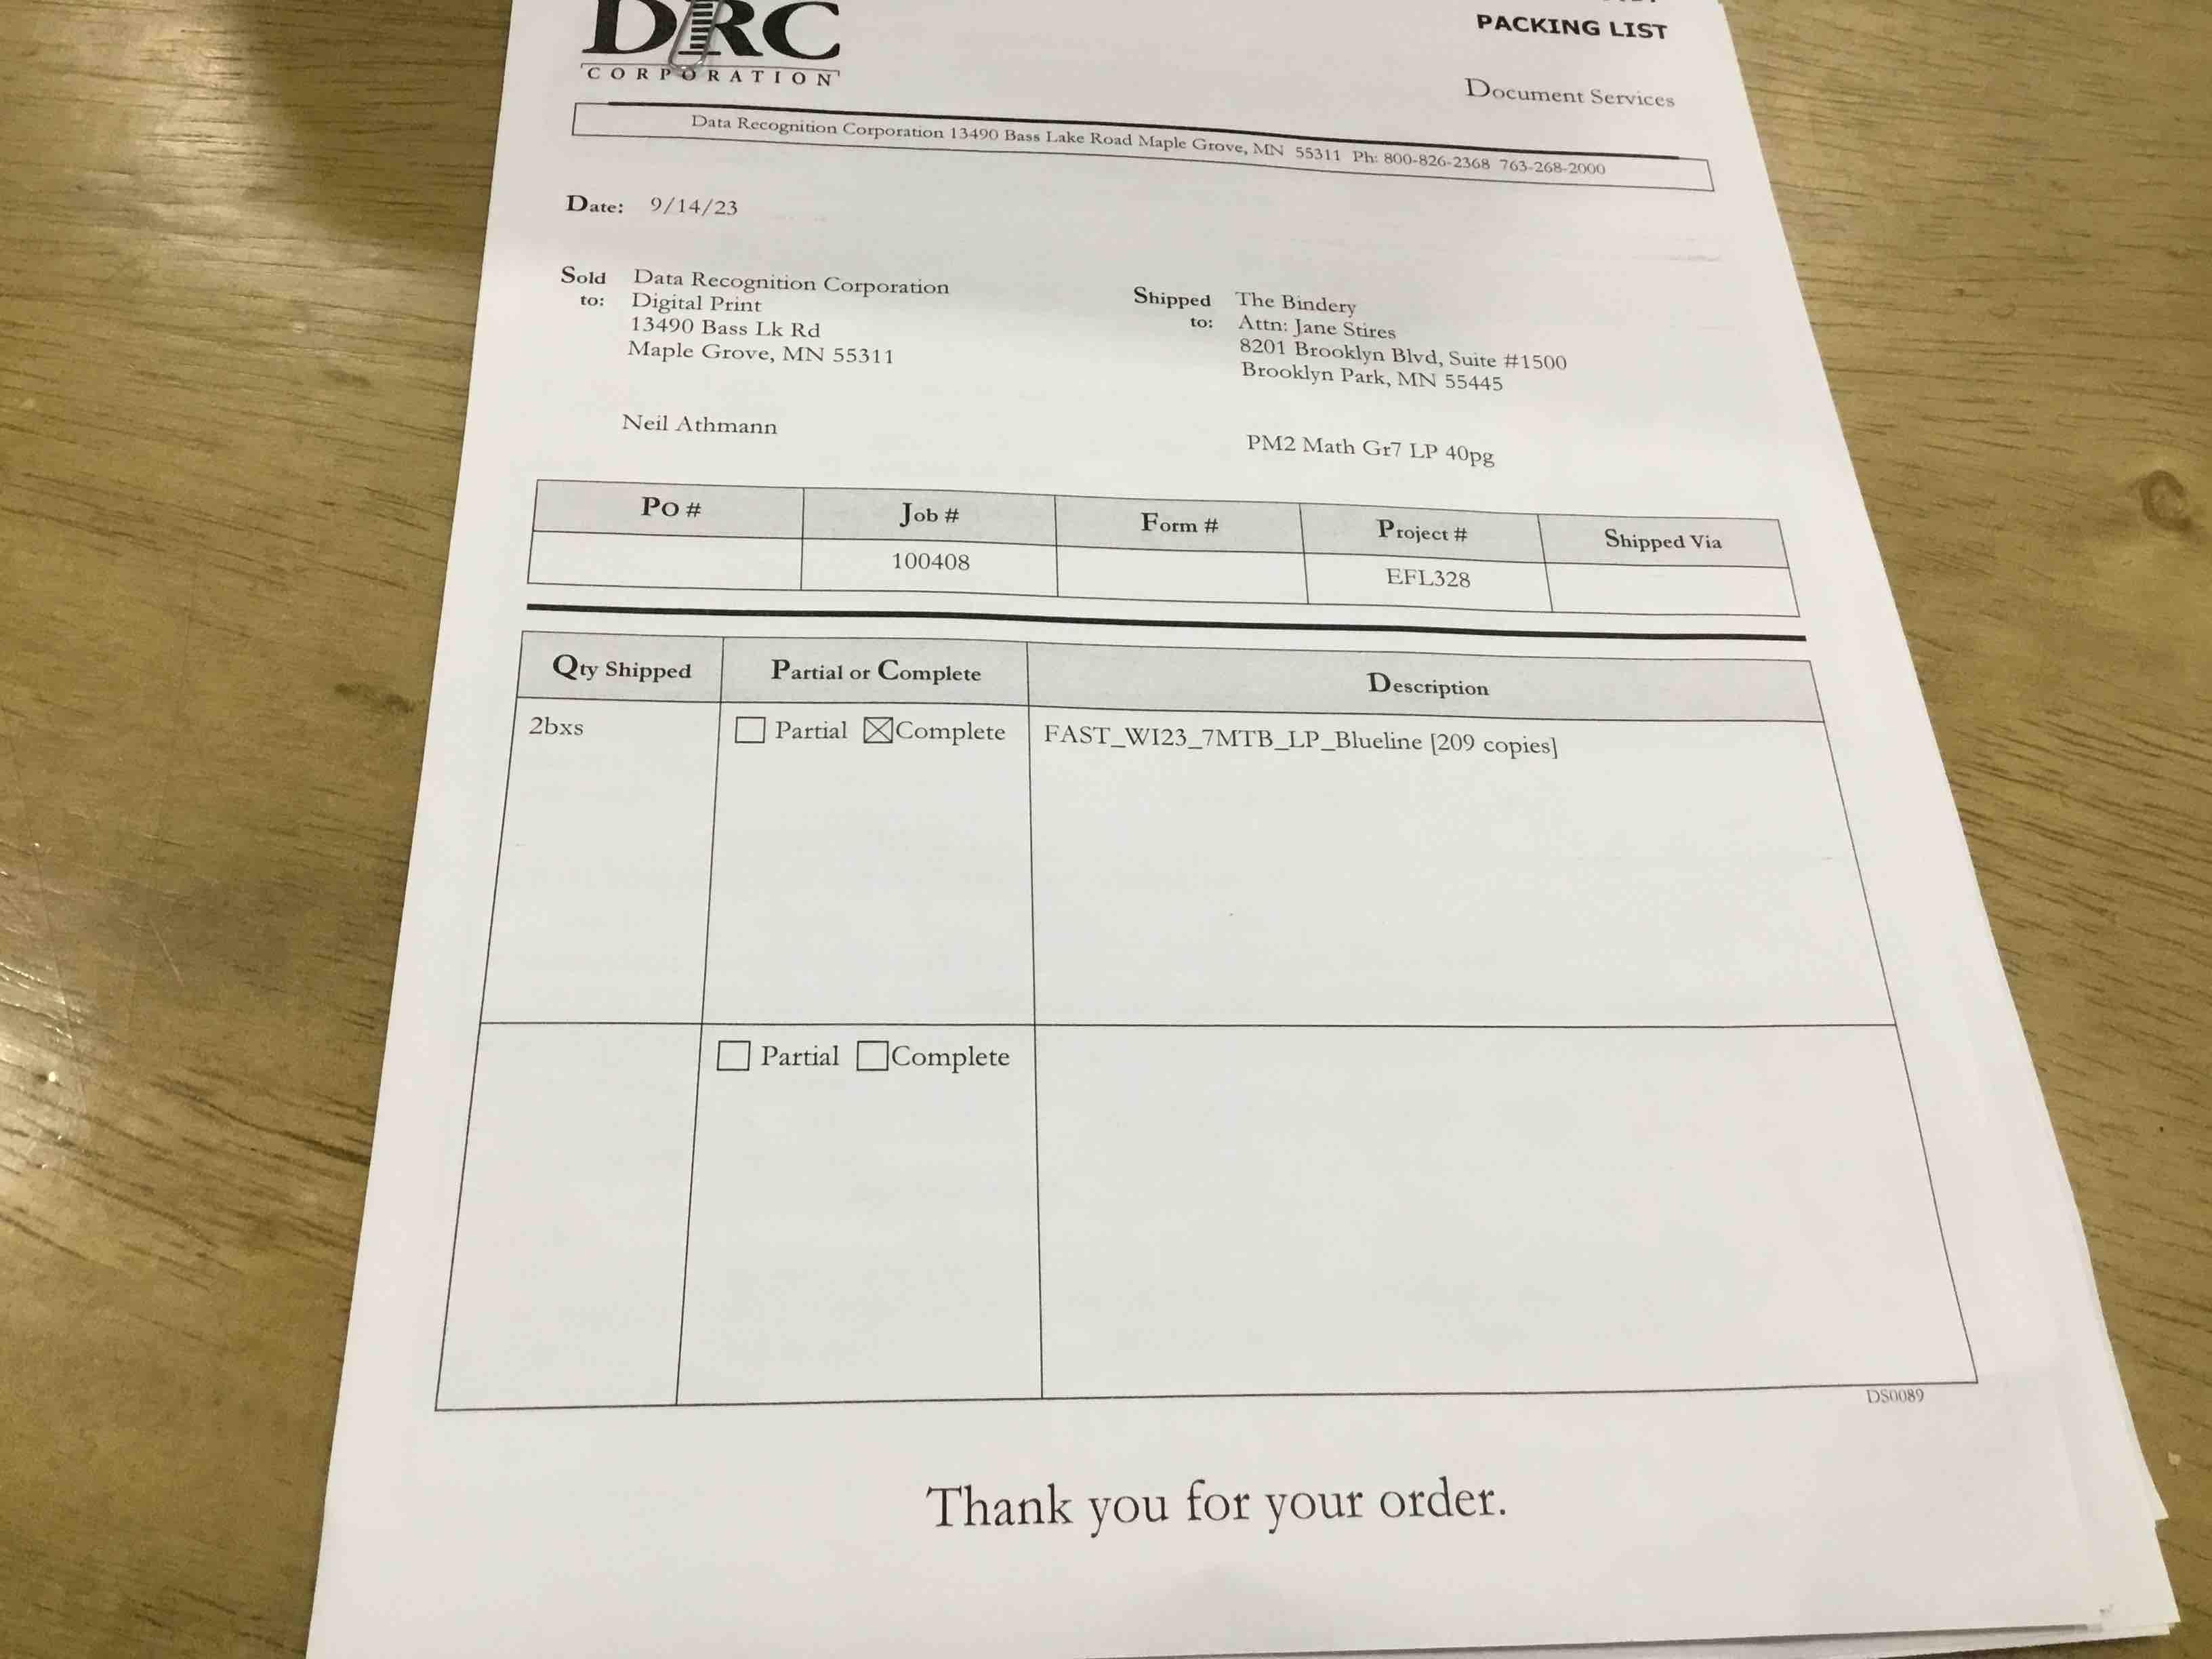 DRC
CORPORATION
PACKING LIST
Document Services
Data Recognition Corporation 13490 Bass Lake Road Maple Grove, MN 55311 Ph: 800-826-2368 763-268-2000
Date: 9/14/23
Sold to: Data Recognition Corporation
Digital Print
13490 Bass Lk Rd
Maple Grove, MN 55311
Neil Athmann
Shipped to: The Bindery
Attn: Jane Stires
8201 Brooklyn Blvd, Suite #1500
Brooklyn Park, MN 55445
PM2 Math Gr7 LP 40pg
Po # Job # Form # Project # Shipped Via
100408 EFL328
Qty Shipped Partial or Complete Description
2bxs Partial Complete FAST_WI23_7MTB_LP_Blueline [209 copies]
Partial Complete
DS0089
Thank you for your order.